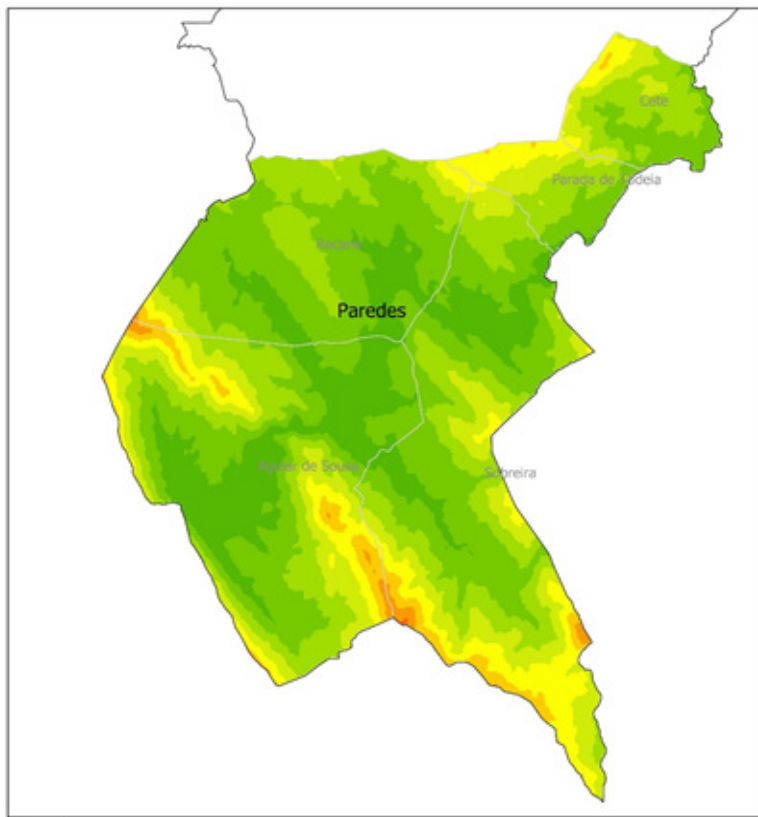 Cete
Parada de Todeia
Recarei
Paredes
Aguiar de Sousa
Sobreira